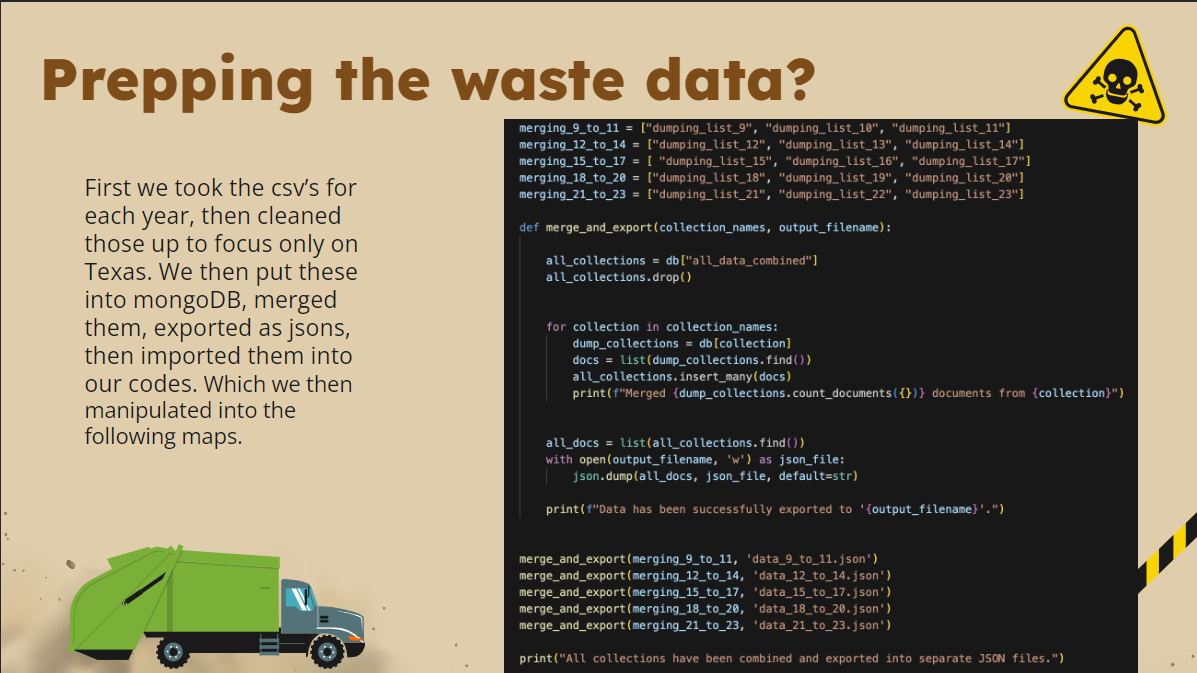 Prepping the waste data?
First we took the csv’s for
each year, then cleaned
those up to focus only on
Texas. We then put these
into mongoDB, merged
them, exported as jsons,
then imported them into
our codes. Which we then
manipulated into the
following maps.
merging_9_to_11 = ["dumping_list_9", "dumping_list_10", "dumping_list_11"]
merging_12_to_14 = ["dumping_list_12", "dumping_list_13", "dumping_list_14"]
merging_15_to_17 = [ "dumping_list_15", "dumping_list_16", "dumping_list_17"]
merging_18_to_20 = ["dumping_list_18", "dumping_list_19", "dumping_list_20"]
merging_21_to_23 = ["dumping_list_21", "dumping_list_22", "dumping_list_23"]
def merge_and_export(collection_names, output_filename):
all_collections = db["all_data_combined"]
all_collections.drop()
for collection in collection_names:
dump_collections = db[collection]
docs = list(dump_collections.find())
all_collections.insert_many(docs)
print(f"Merged {dump_collections.count_documents({})} documents from {collection}")
all_docs = list(all_collections.find())
with open(output_filename, 'w') as json_file:
json.dump(all_docs, json_file, default=str)
print(f"Data has been successfully exported to '{output_filename}'.")
merge_and_export(merging_9_to_11, 'data_9_to_11.json')
merge_and_export(merging_12_to_14, 'data_12_to_14.json')
merge_and_export(merging_15_to_17, 'data_15_to_17.json')
merge_and_export(merging_18_to_20, 'data_18_to_20.json')
merge_and_export(merging_21_to_23, 'data_21_to_23.json')
print("All collections have been combined and exported into separate JSON files.")